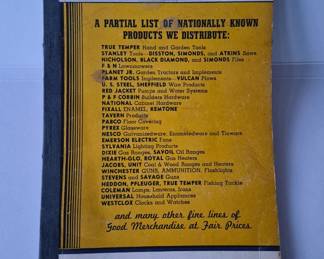 A PARTIAL LIST OF NATIONALLY KNOWN
PRODUCTS WE DISTRIBUTE:
TRUE TEMPER Hand and Garden Tools
STANLEY Tools - DISSTON, SIMONDS, and ATKINS Saws
NICHOLSON, BLACK DIAMOND, and SIMONDS Files
F & N Lawnmowers
PLANET JR. Garden Tractors and Implements
FARM TOOLS Implements - VULCAN Plows
U. S. STEEL, SHEFFIELD Wire Products
RED JACKET Pumps and Water Systems
P & F CORBIN Builders Hardware
NATIONAL Cabinet Hardware
FIXALL ENAMEL, KEMTONE
TAVERN Products
PABCO Floor Covering
PYREX Glassware
NESCO Galvanizedware, Enameledware and Tinware
EMERSON ELECTRIC Fans
SYLVANIA Lighting Products
DIXIE Gas Ranges, SAVOIL Oil Ranges
HEARTH-GLO, ROYAL Gas Heaters
JACOBS, UNIT Coal & Wood Ranges and Heaters
WINCHESTER GUNS, AMMUNITION, Flashlights
STEVENS and SAVAGE Guns
HEDDON, PFLEUGER, TRUE TEMPER Fishing Tackle
COLEMAN Lamps, Lanterns, Irons
UNIVERSAL Household Appliances
WESTCLOX Clocks and Watches
and many other fine lines of
Good Merchandise at Fair Prices.